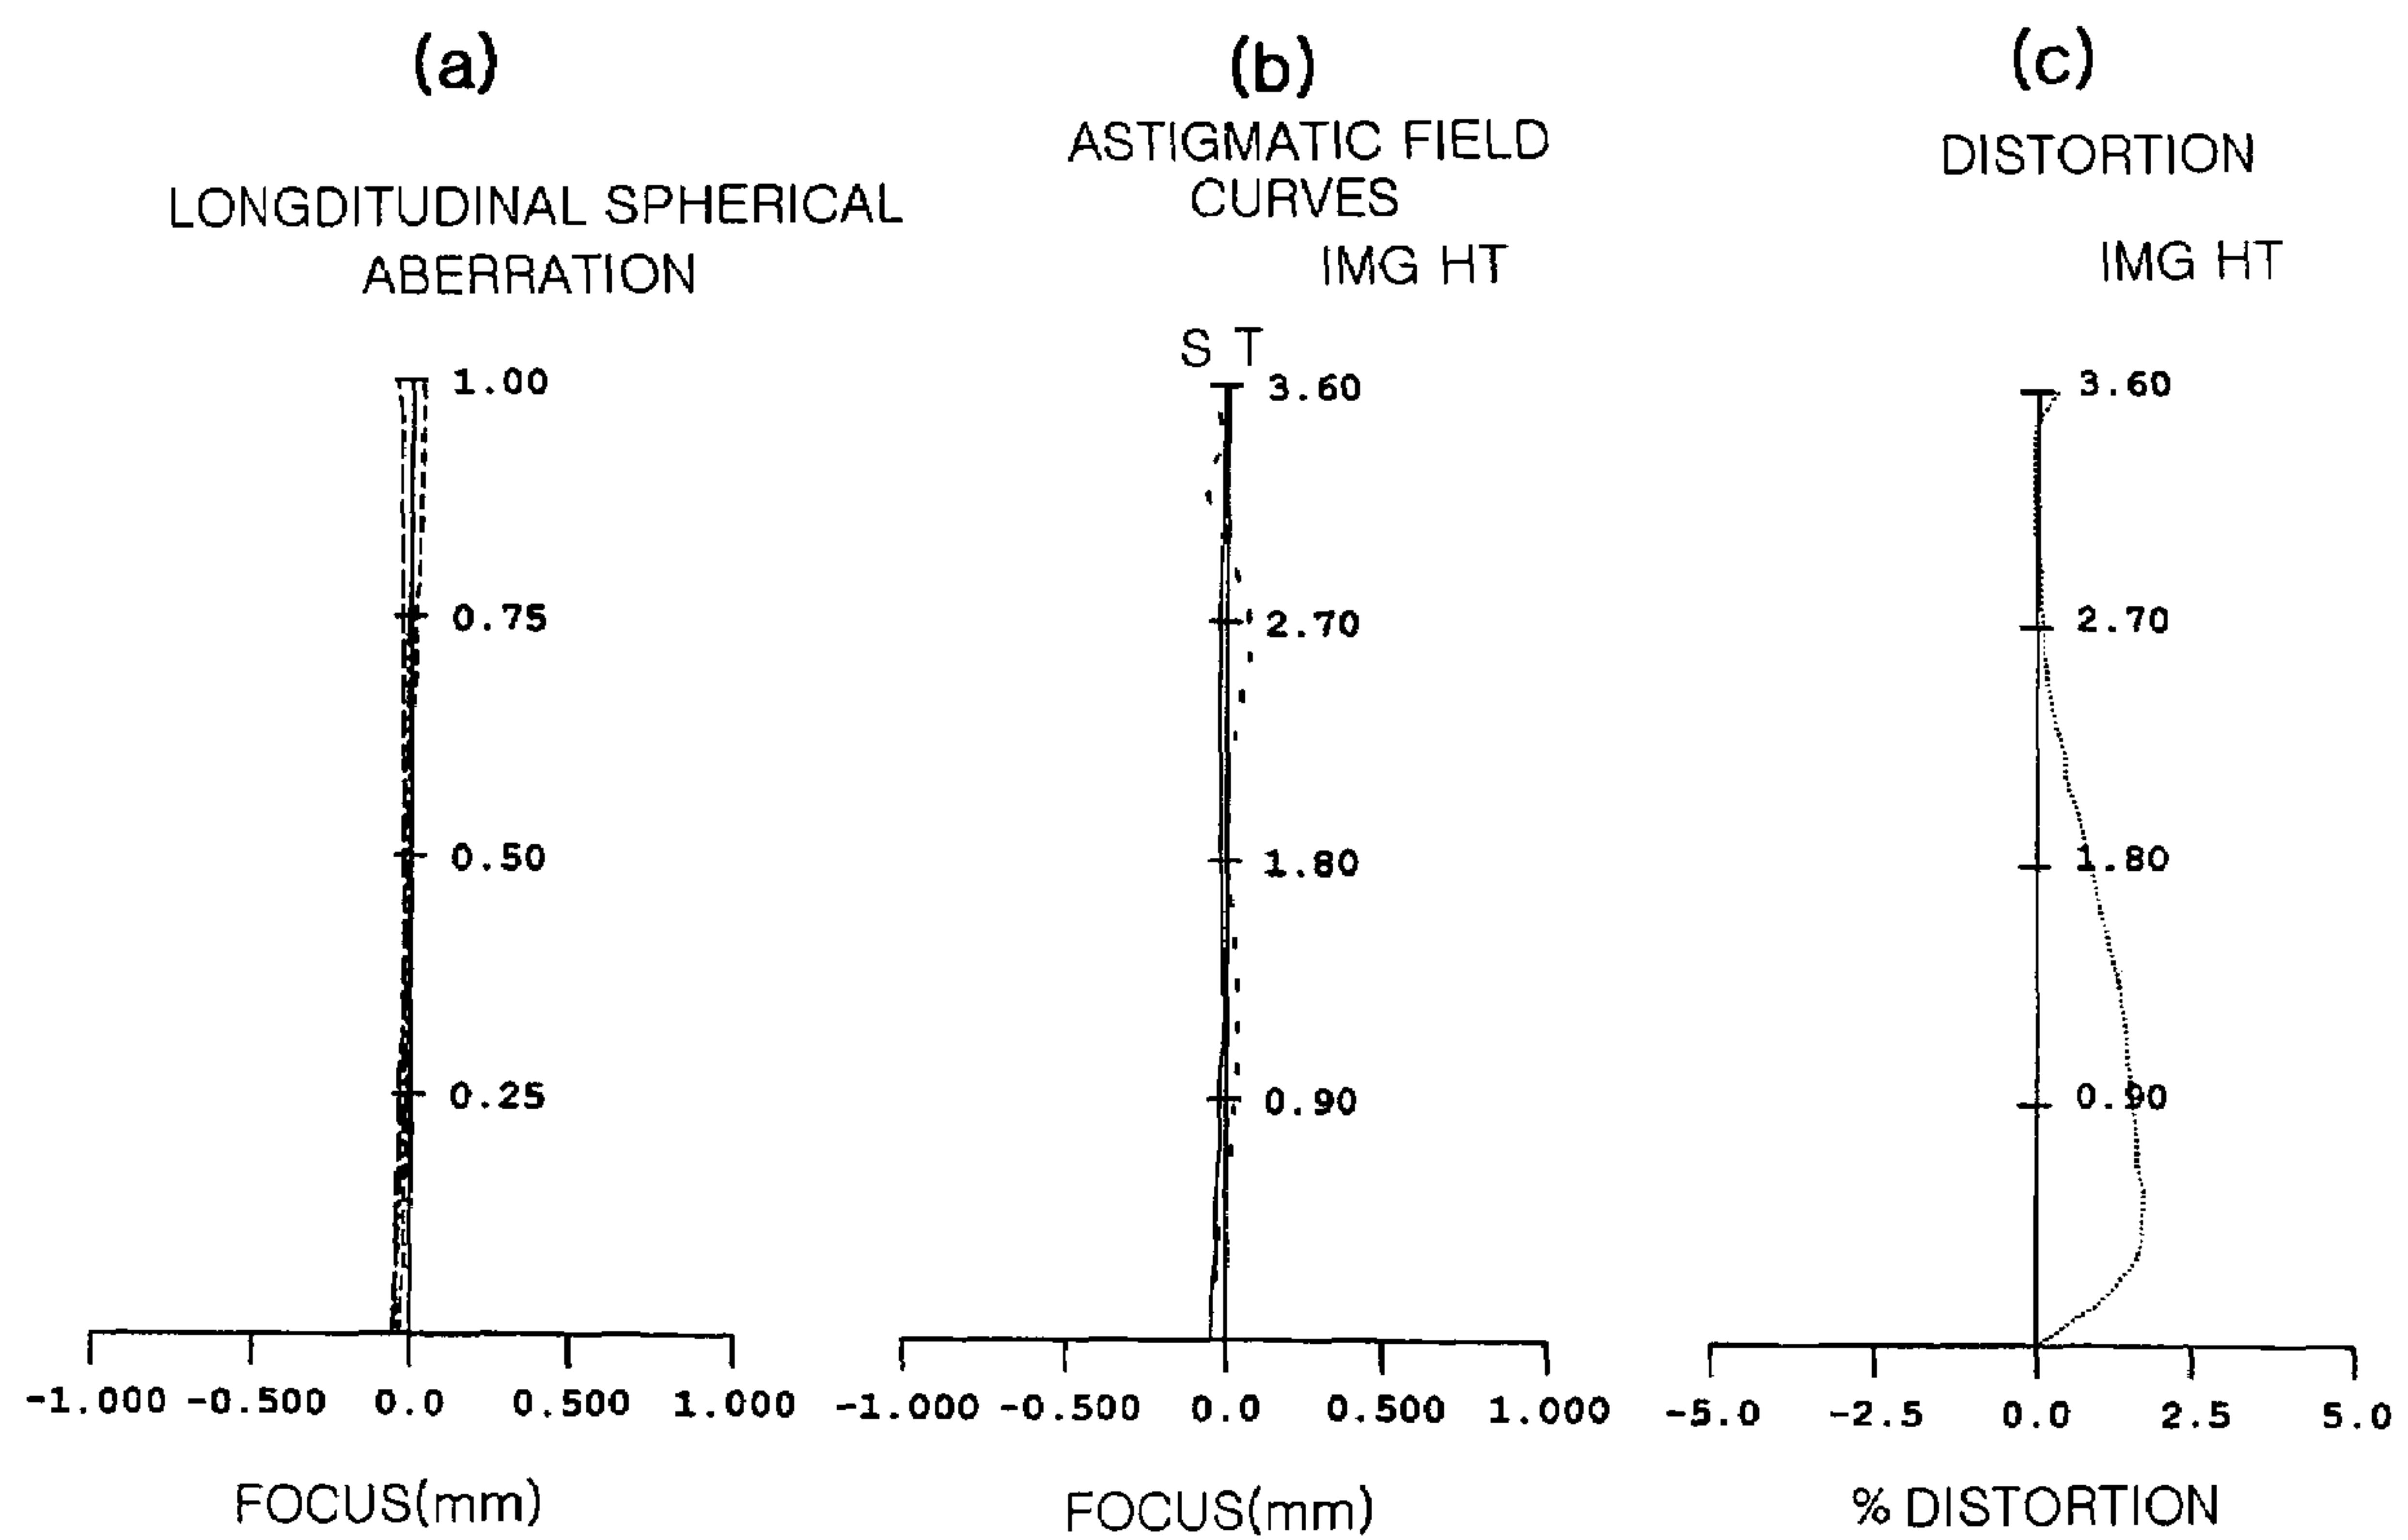 (a)
LONGDITUDINAL SPHERICAL
ABERRATION
1.00
0.75
0.50
0.25
-1.000 -0.500 0.0 0.500 1.000
FOCUS(mm)
(b)
ASTIGMATIC FIELD
CURVES
IMG HT
S T
3.60
2.70
1.80
0.90
-1.000 -0.500 0.0 0.500 1.000
FOCUS(mm)
(c)
DISTORTION
IMG HT
3.60
2.70
1.80
0.90
-5.0 -2.5 0.0 2.5 5.0
% DISTORTION